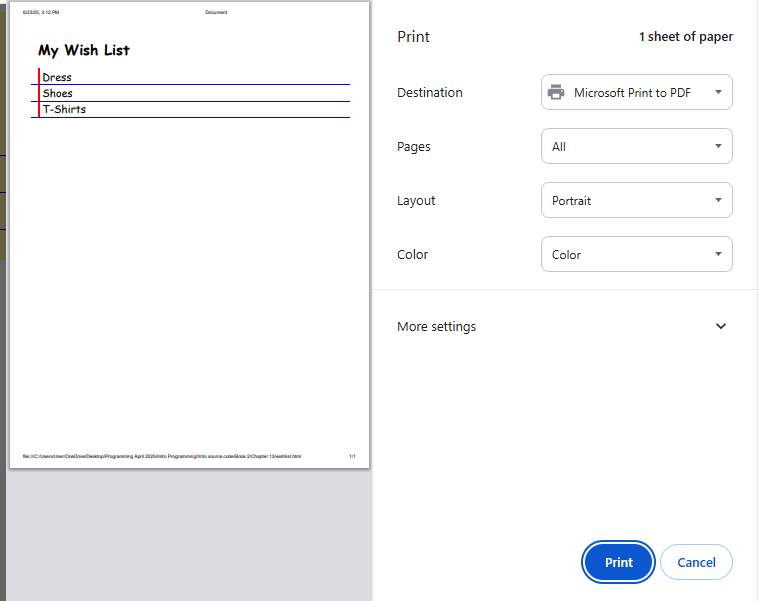 6/23/25, 3:12 PM Document
My Wish List
Dress
Shoes
T-Shirts
file:///C:/Users/User/OneDrive/Desktop/Programming April 2025/Intro Programming/Intro source code/Book 2/Chapter 13/wishlist.html 1/1
Print 1 sheet of paper
Destination Microsoft Print to PDF
Pages All
Layout Portrait
Color Color
More settings
Print Cancel